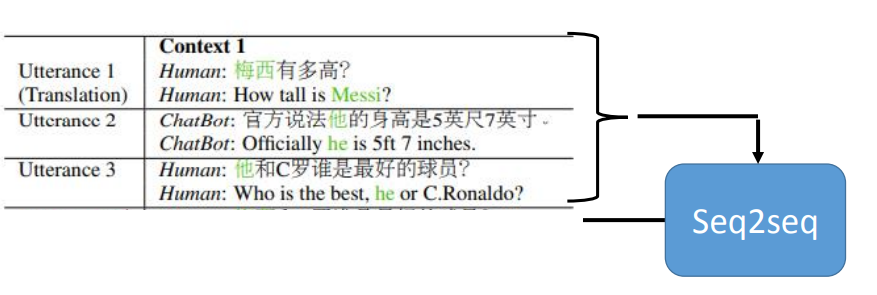 Context 1
Utterance 1 Human: 梅西有多高?
(Translation) Human: How tall is Messi?
Utterance 2 ChatBot: 官方说法他的身高是5英尺7英寸。
ChatBot: Officially he is 5ft 7 inches.
Utterance 3 Human: 他和C罗谁是最好的球员?
Human: Who is the best, he or C.Ronaldo?
Seq2seq